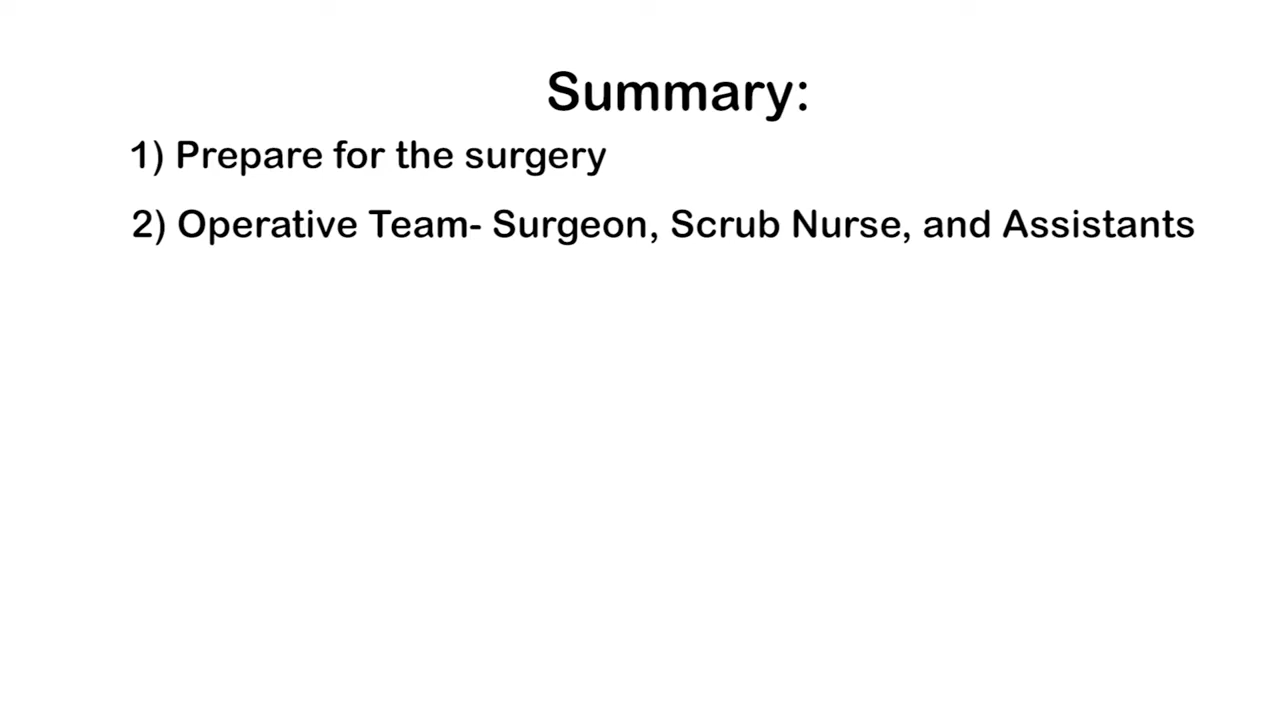 Summary:
1) Prepare for the surgery
2) Operative Team- Surgeon, Scrub Nurse, and Assistants